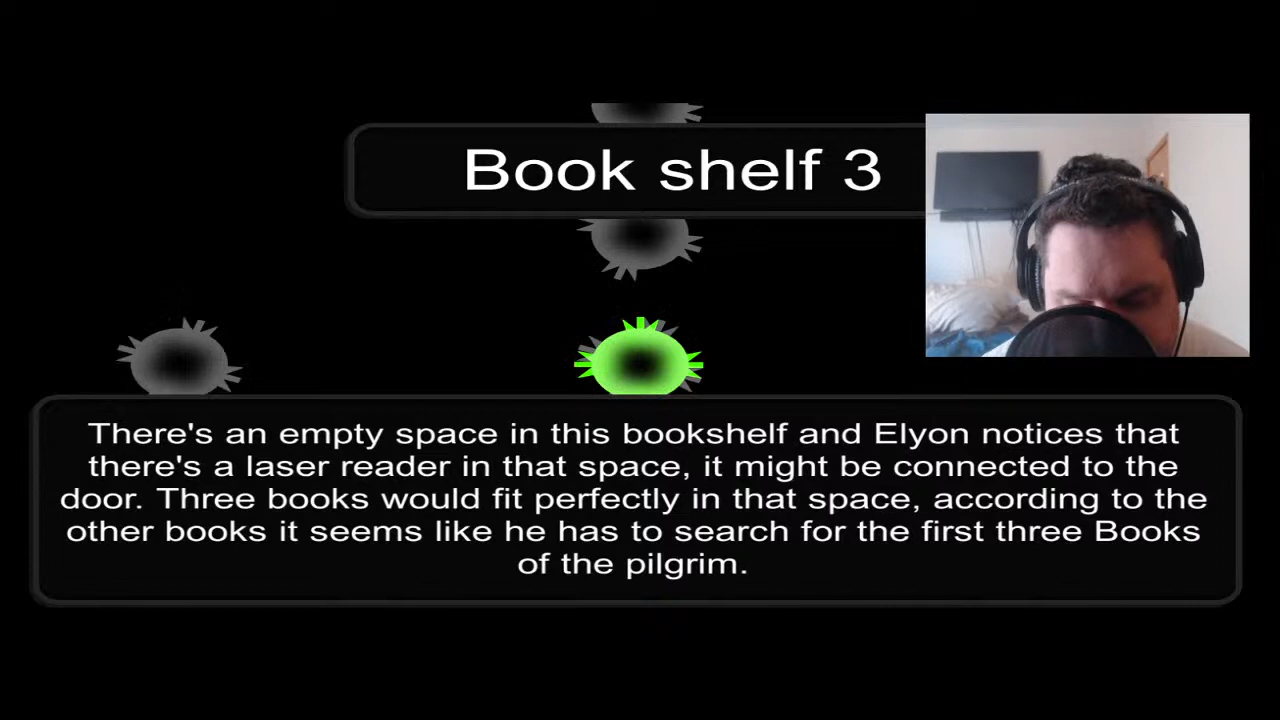 Book shelf 3
There's an empty space in this bookshelf and Elyon notices that
there's a laser reader in that space, it might be connected to the
door. Three books would fit perfectly in that space, according to the
other books it seems like he has to search for the first three Books
of the pilgrim.